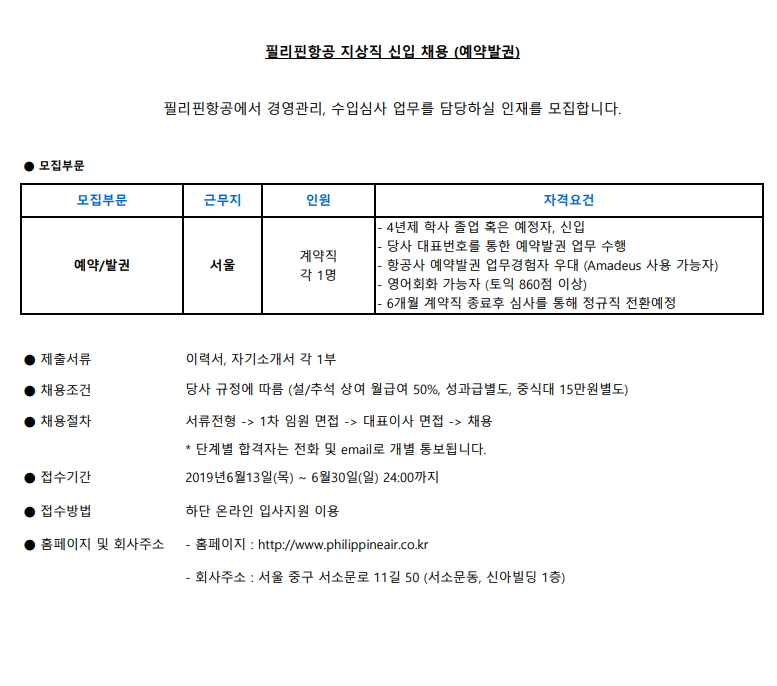 필리핀항공 지상직 신입 채용 (예약발권)
필리핀항공에서 경영관리, 수입심사 업무를 담당하실 인재를 모집합니다.
● 모집부문
모집부문 근무지 인원 자격요건
예약/발권 서울 계약직 각 1명
- 4년제 학사 졸업 혹은 예정자, 신입
- 당사 대표번호를 통한 예약발권 업무 수행
- 항공사 예약발권 업무경험자 우대 (Amadeus 사용 가능자)
- 영어회화 가능자 (토익 860점 이상)
- 6개월 계약직 종료후 심사를 통해 정규직 전환예정
● 제출서류 이력서, 자기소개서 각 1부
● 채용조건 당사 규정에 따름 (설/추석 상여 월급여 50%, 성과급별도, 중식대 15만원별도)
● 채용절차 서류전형 -> 1차 임원 면접 -> 대표이사 면접 -> 채용
* 단계별 합격자는 전화 및 email로 개별 통보됩니다.
● 접수기간 2019년6월13일(목) ~ 6월30일(일) 24:00까지
● 접수방법 하단 온라인 입사지원 이용
● 홈페이지 및 회사주소 - 홈페이지 : http://www.philippineair.co.kr
- 회사주소 : 서울 중구 서소문로 11길 50 (서소문동, 신아빌딩 1층)